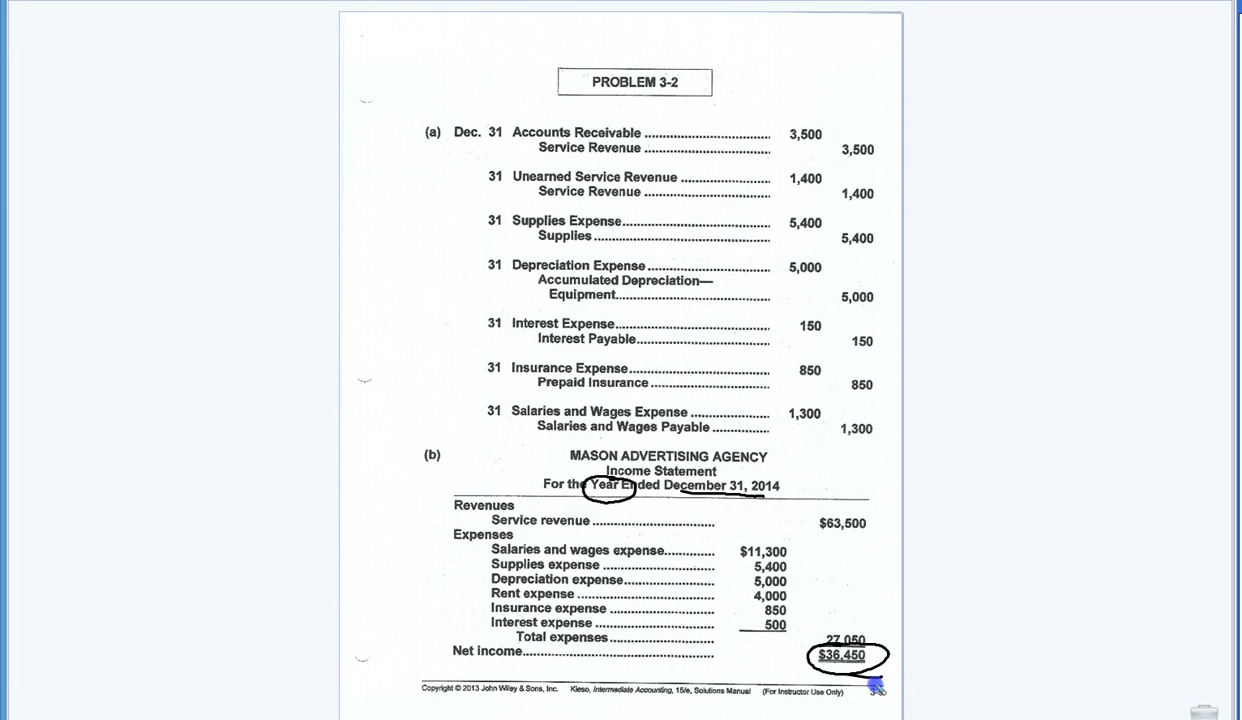 PROBLEM 3-2
(a) Dec. 31 Accounts Receivable ................................ 3,500
Service Revenue ................................ 3,500
31 Unearned Service Revenue ...................... 1,400
Service Revenue ................................ 1,400
31 Supplies Expense..................................... 5,400
Supplies ............................................ 5,400
31 Depreciation Expense .............................. 5,000
Accumulated Depreciation—
Equipment....................................... 5,000
31 Interest Expense....................................... 150
Interest Payable................................. 150
31 Insurance Expense................................... 850
Prepaid Insurance.............................. 850
31 Salaries and Wages Expense ................... 1,300
Salaries and Wages Payable .............. 1,300
(b) MASON ADVERTISING AGENCY
Income Statement
For the Year Ended December 31, 2014
Revenues
Service revenue ............................... $63,500
Expenses
Salaries and wages expense............. $11,300
Supplies expense ............................ 5,400
Depreciation expense....................... 5,000
Rent expense ................................... 4,000
Insurance expense ........................... 850
Interest expense .............................. 500
Total expenses.......................... 27,050
Net income................................................ $36,450
Copyright © 2013 John Wiley & Sons, Inc. Kieso, Intermediate Accounting, 15/e, Solutions Manual (For Instructor Use Only)